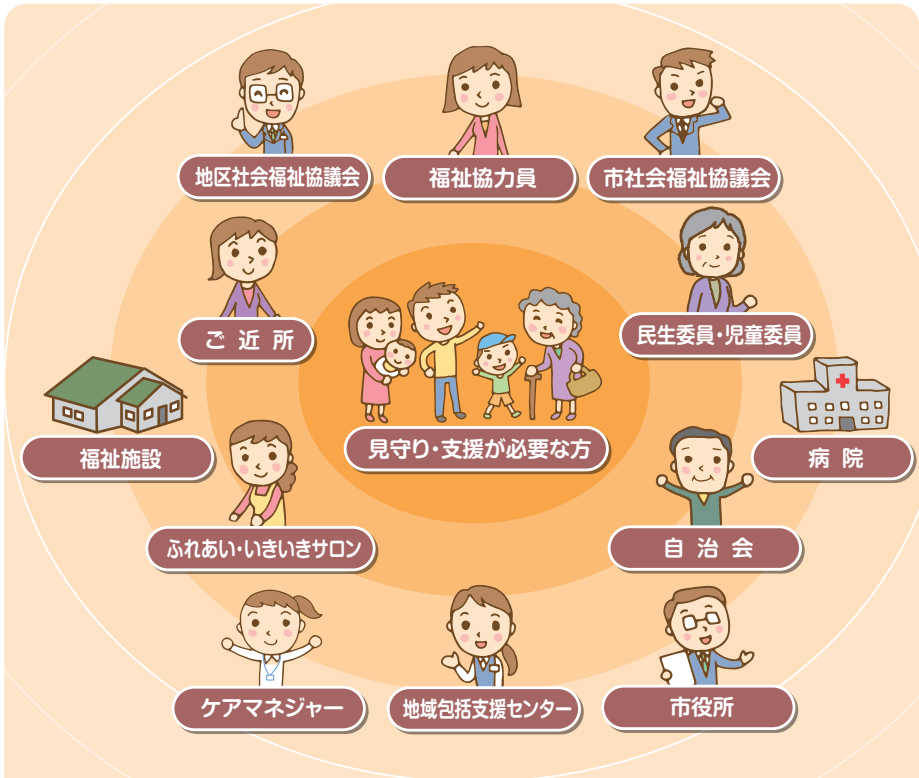 地区社会福祉協議会
福祉協力員
市社会福祉協議会
ご近所
民生委員・児童委員
福祉施設
見守り・支援が必要な方
病院
ふれあい・いきいきサロン
自治会
ケアマネジャー
地域包括支援センター
市役所